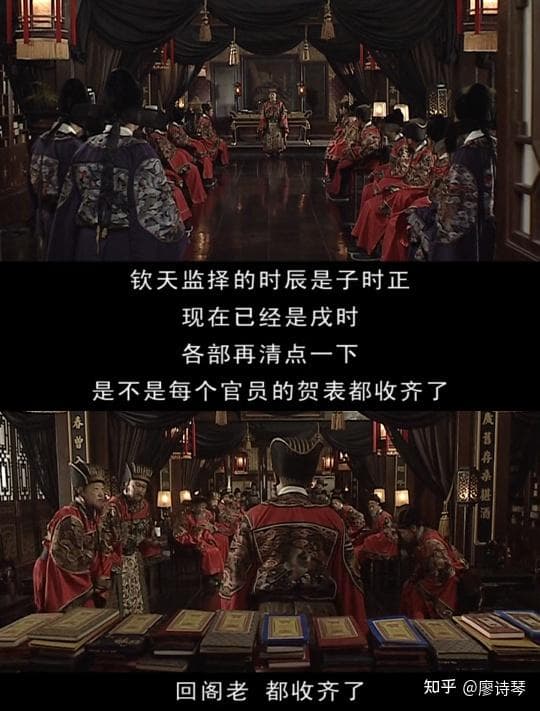 钦天监择的时辰是子时正
现在已经是戌时
各部再清点一下
是不是每个官员的贺表都收齐了
回阁老 都收齐了
知乎 @廖诗琴